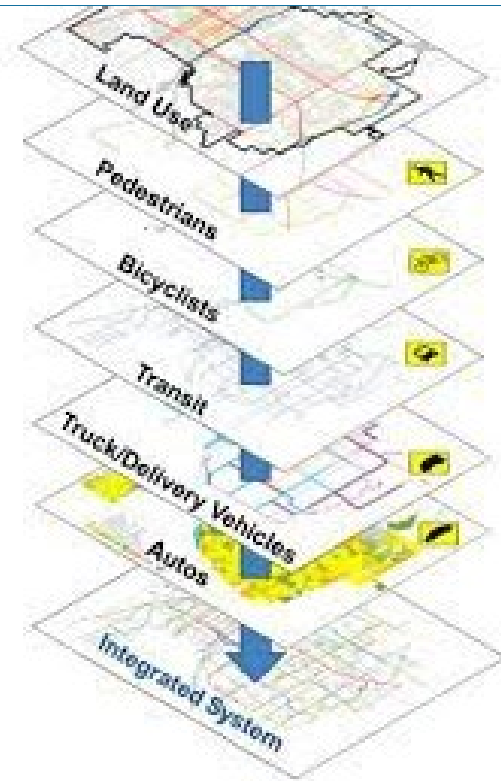 Land Use
Pedestrians
Bicyclists
Transit
Truck/Delivery Vehicles
Autos
Integrated System